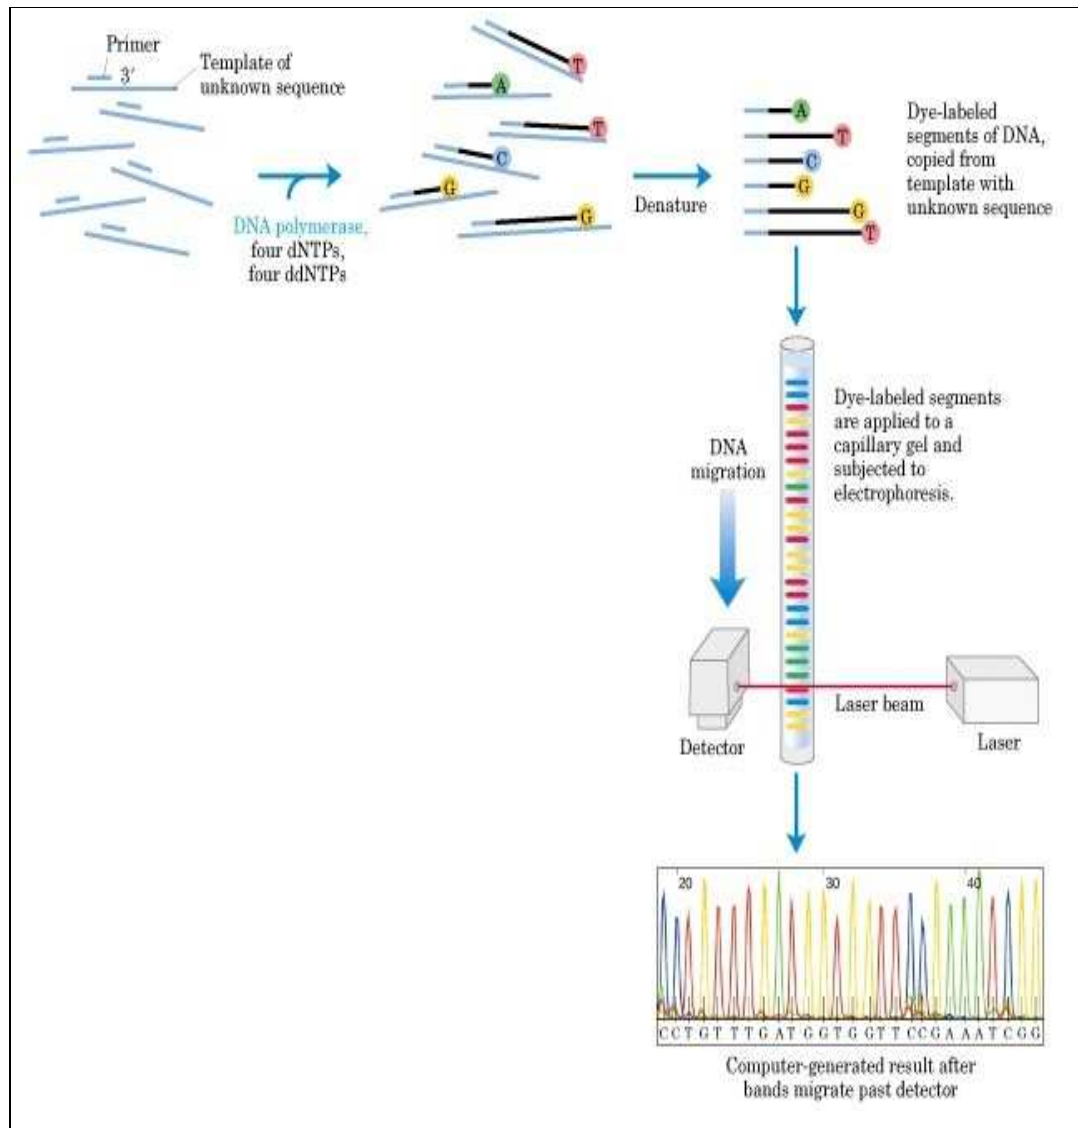 Primer
3′
Template of
unknown sequence
DNA polymerase,
four dNTPs,
four ddNTPs
A
T
T
C
G
G
Denature
A
T
C
G
G
T
Dye-labeled
segments of DNA,
copied from
template with
unknown sequence
DNA
migration
Dye-labeled segments
are applied to a
capillary gel and
subjected to
electrophoresis.
Detector
Laser beam
Laser
20 30 40
C C T G T T T G A T G G T G G T T C C G A A A T C G G
Computer-generated result after
bands migrate past detector